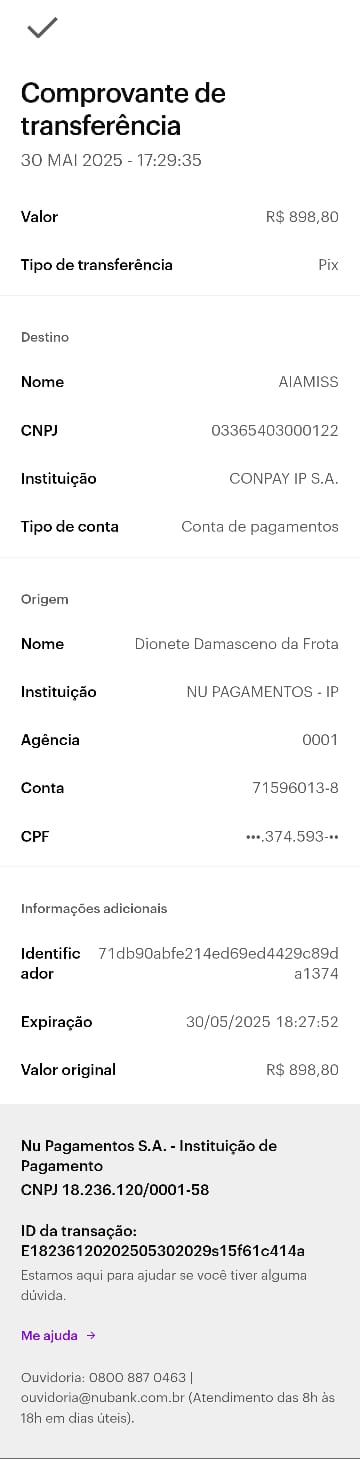 Comprovante de
transferência
30 MAI 2025 - 17:29:35
Valor R$ 898,80
Tipo de transferência Pix
Destino
Nome AIAMISS
CNPJ 03365403000122
Instituição CONPAY IP S.A.
Tipo de conta Conta de pagamentos
Origem
Nome Dionete Damasceno da Frota
Instituição NU PAGAMENTOS - IP
Agência 0001
Conta 71596013-8
CPF •••.374.593-••
Informações adicionais
Identific 71db90abfe214ed69ed4429c89d
ador a1374
Expiração 30/05/2025 18:27:52
Valor original R$ 898,80
Nu Pagamentos S.A. - Instituição de
Pagamento
CNPJ 18.236.120/0001-58
ID da transação:
E18236120202505302029s15f61c414a
Estamos aqui para ajudar se você tiver alguma
dúvida.
Me ajuda →
Ouvidoria: 0800 887 0463 |
ouvidoria@nubank.com.br (Atendimento das 8h às
18h em dias úteis).